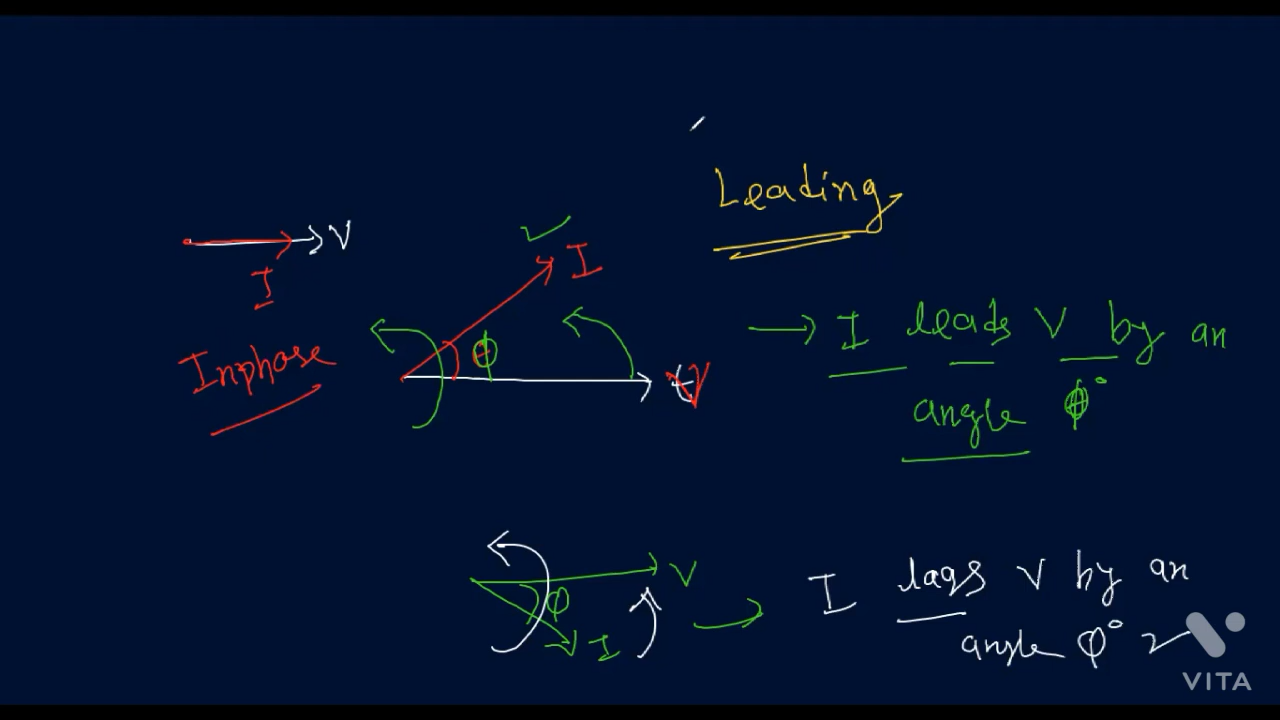 Leading
V
I
I
Inphase
ϕ
V
→ I leads V by an
angle ϕ°
V
ϕ
I
I lags V by an
angle ϕ°
VITA